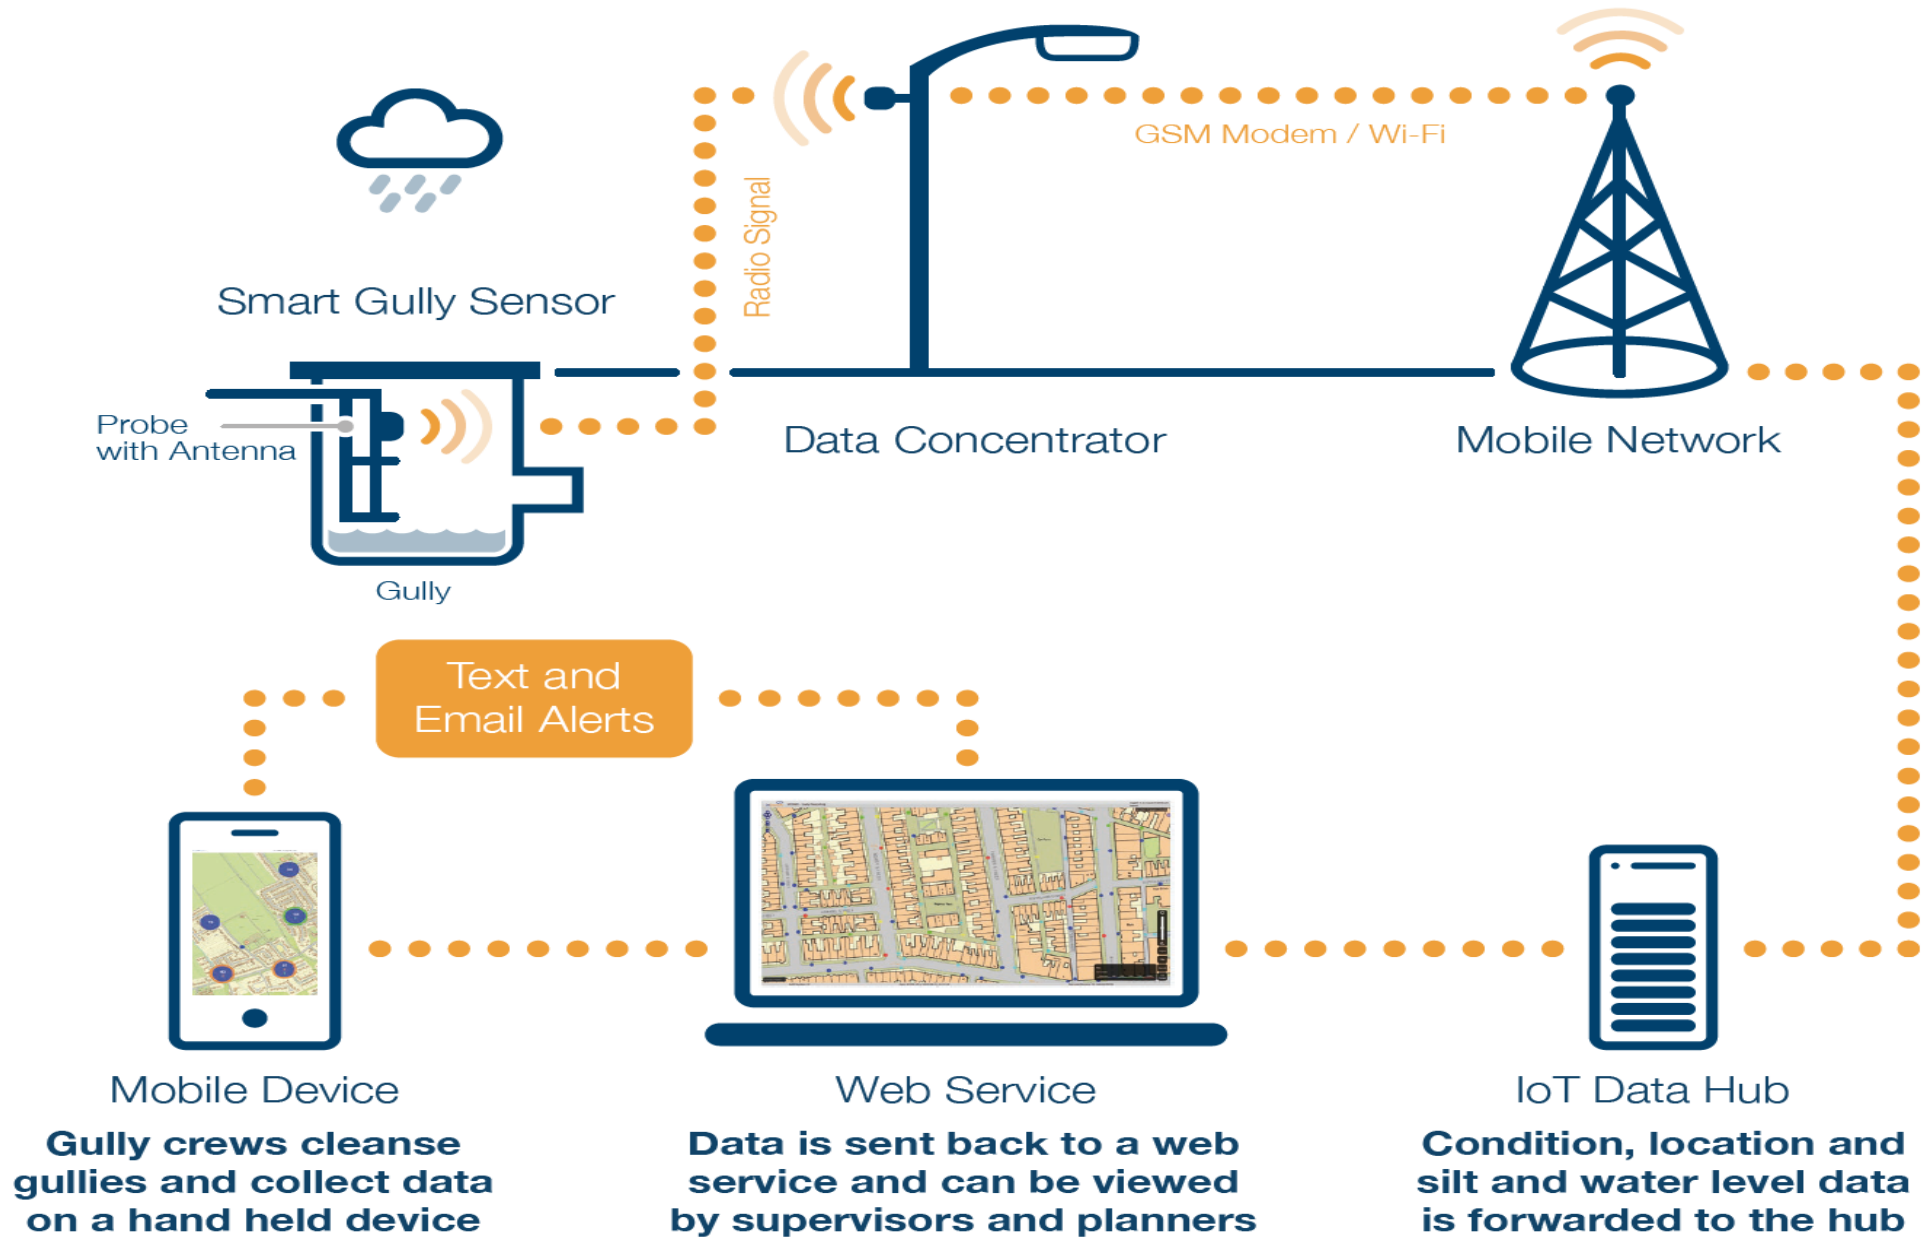 GSM Modem / Wi-Fi
Radio Signal
Smart Gully Sensor
Probe
with Antenna
Data Concentrator
Mobile Network
Gully
Text and
Email Alerts
Mobile Device
Gully crews cleanse
gullies and collect data
on a hand held device
Web Service
Data is sent back to a web
service and can be viewed
by supervisors and planners
IoT Data Hub
Condition, location and
silt and water level data
is forwarded to the hub